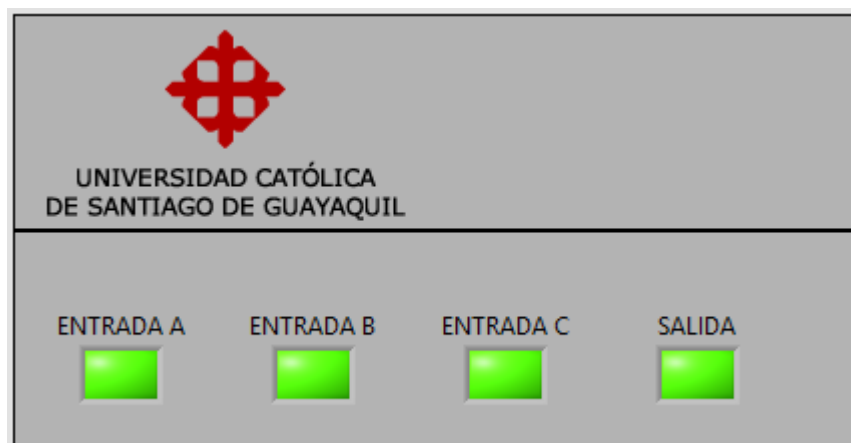 UNIVERSIDAD CATÓLICA
DE SANTIAGO DE GUAYAQUIL
ENTRADA A ENTRADA B ENTRADA C SALIDA